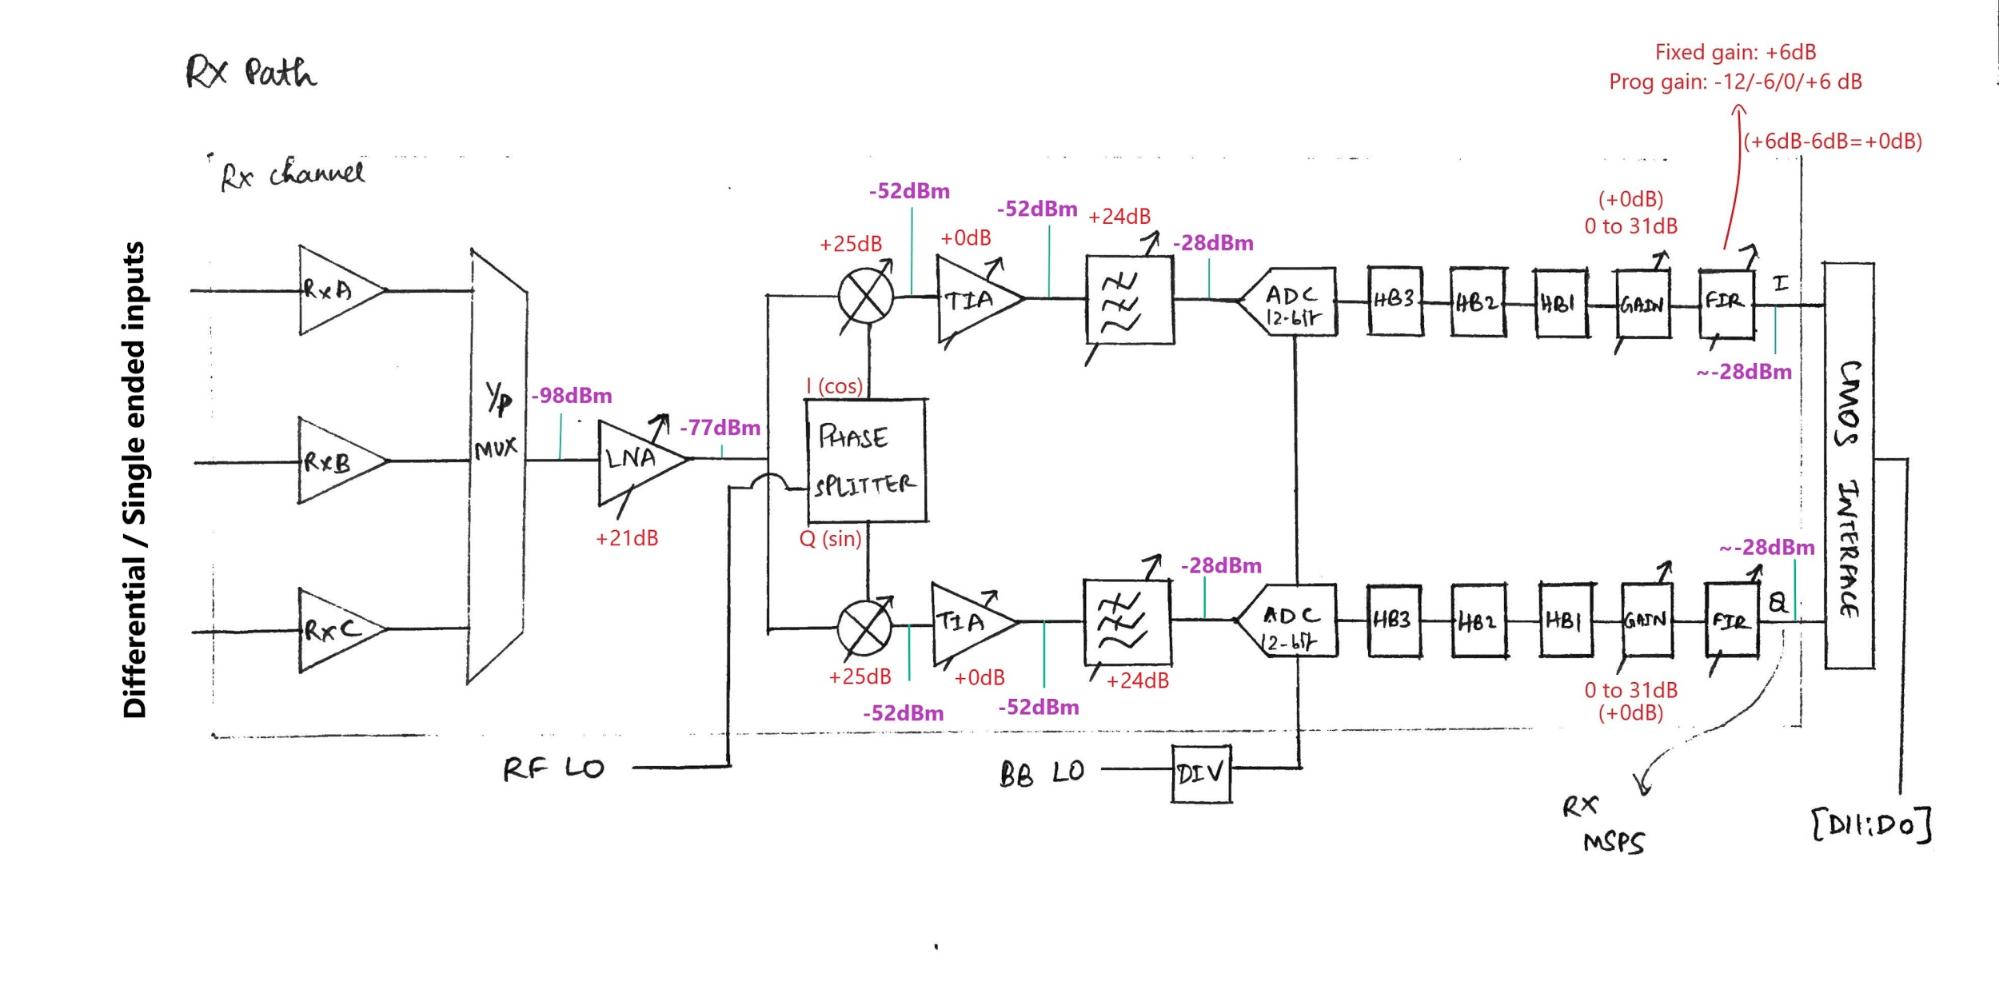 Rx Path
Fixed gain: +6dB
Prog gain: -12/-6/0/+6 dB
(+6dB-6dB=+0dB)
Rx channel
Differential / Single ended inputs
RxA
RxB
RxC
I/P
MUX
-98dBm
LNA
+21dB
-77dBm
+25dB
-52dBm
+0dB
TIA
-52dBm
+24dB
-28dBm
ADC
12-bit
HB3
HB2
HB1
(+0dB)
0 to 31dB
GAIN
FIR
I
~-28dBm
I (cos)
PHASE
SPLITTER
Q (sin)
+25dB
-52dBm
TIA
+0dB
-52dBm
+24dB
-28dBm
ADC
12-bit
HB3
HB2
HB1
GAIN
0 to 31dB
(+0dB)
FIR
Q
~-28dBm
CMOS INTERFACE
RF LO
BB LO
DIV
RX
MSPS
[D11:D0]